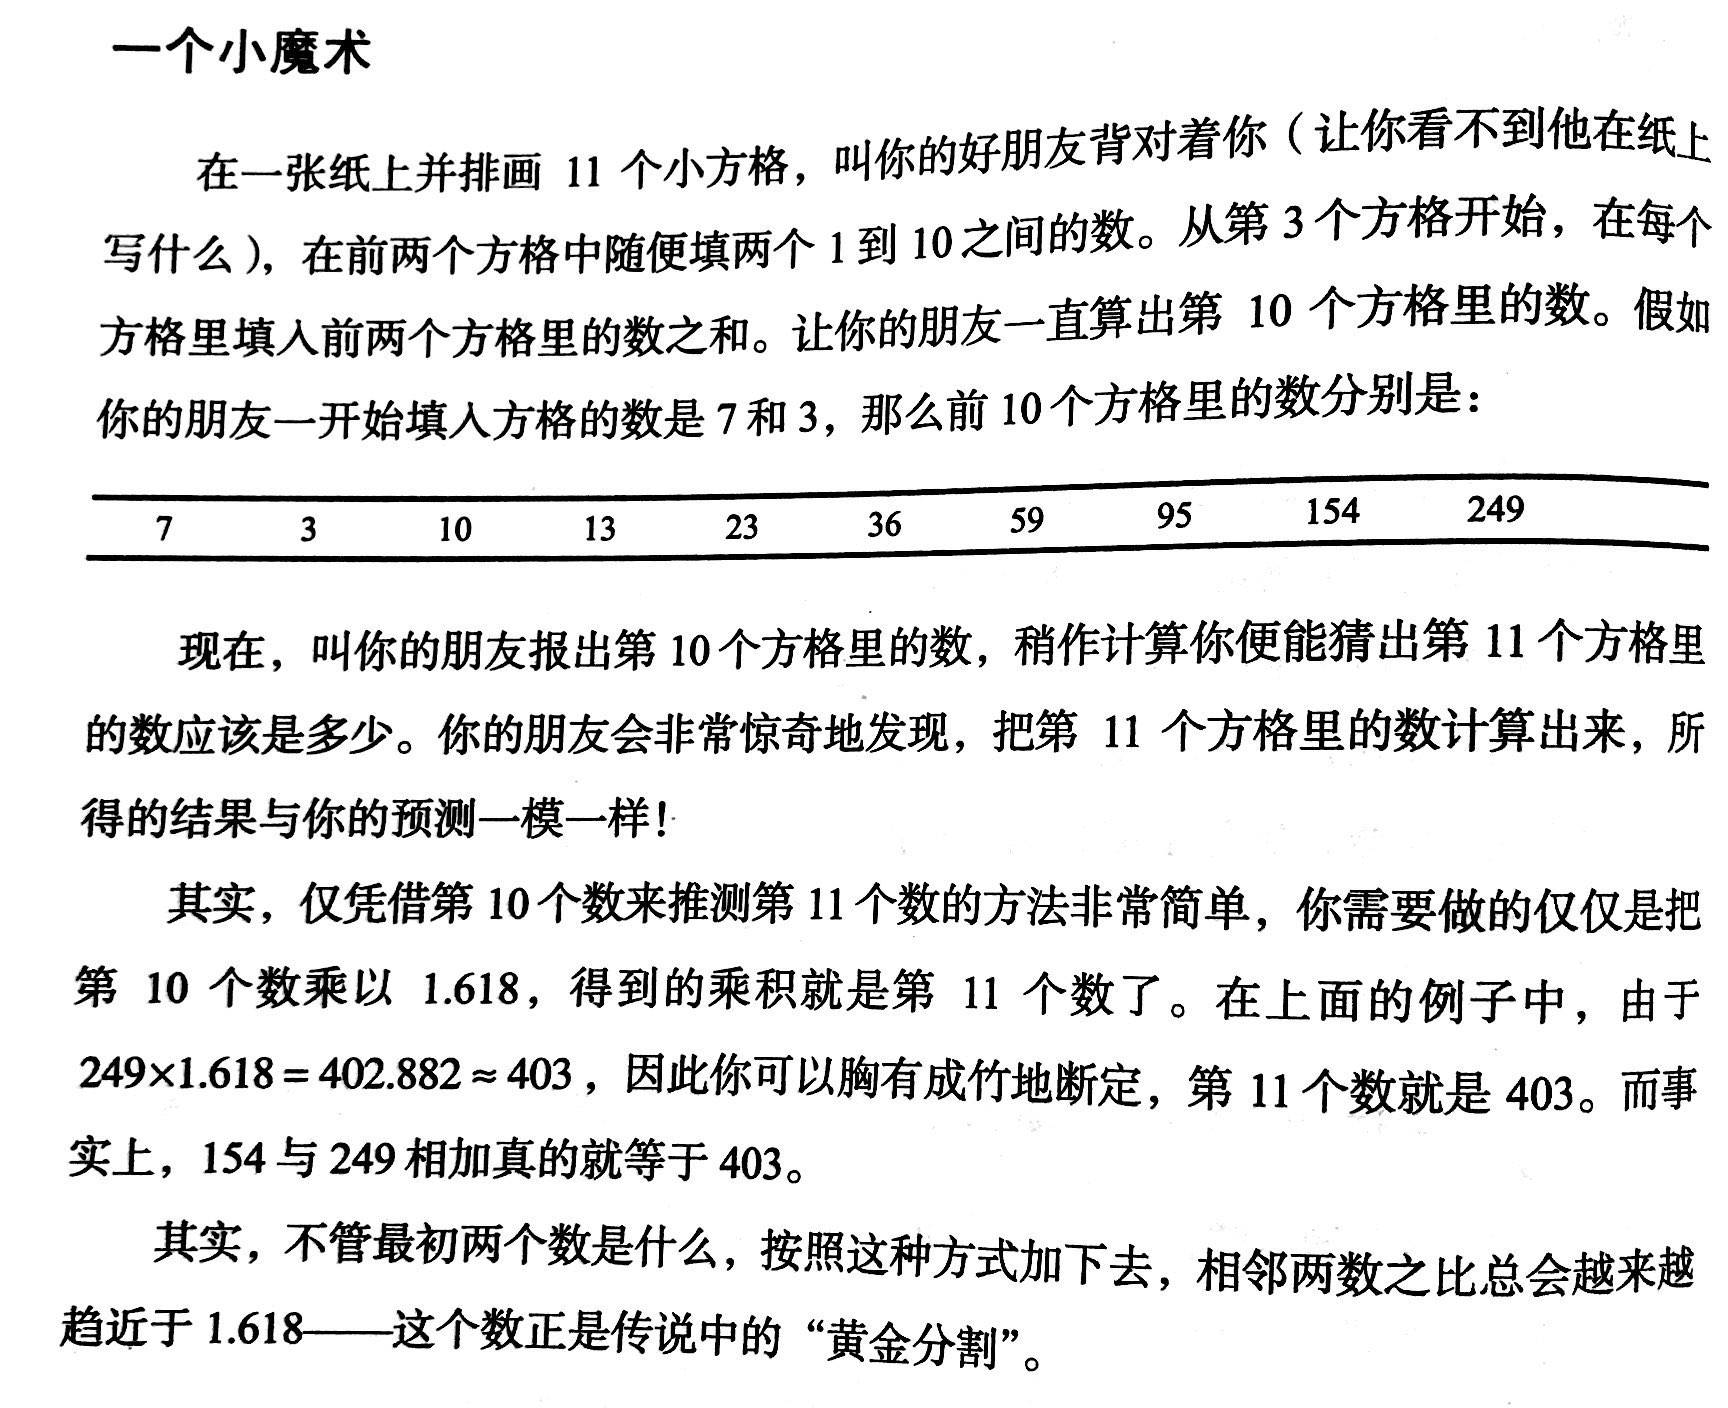 一个小魔术
在一张纸上并排画 11 个小方格，叫你的好朋友背对着你（让你看不到他在纸上
写什么），在前两个方格中随便填两个 1 到 10 之间的数。从第 3 个方格开始，在每个
方格里填入前两个方格里的数之和。让你的朋友一直算出第 10 个方格里的数。假如
你的朋友一开始填入方格的数是 7 和 3，那么前 10 个方格里的数分别是：
7 3 10 13 23 36 59 95 154 249
现在，叫你的朋友报出第 10 个方格里的数，稍作计算你便能猜出第 11 个方格里
的数应该是多少。你的朋友会非常惊奇地发现，把第 11 个方格里的数计算出来，所
得的结果与你的预测一模一样！
其实，仅凭借第 10 个数来推测第 11 个数的方法非常简单，你需要做的仅仅是把
第 10 个数乘以 1.618，得到的乘积就是第 11 个数了。在上面的例子中，由于
249×1.618 = 402.882 ≈ 403，因此你可以胸有成竹地断定，第 11 个数就是 403。而事
实上，154 与 249 相加真的就等于 403。
其实，不管最初两个数是什么，按照这种方式加下去，相邻两数之比总会越来越
趋近于 1.618——这个数正是传说中的“黄金分割”。